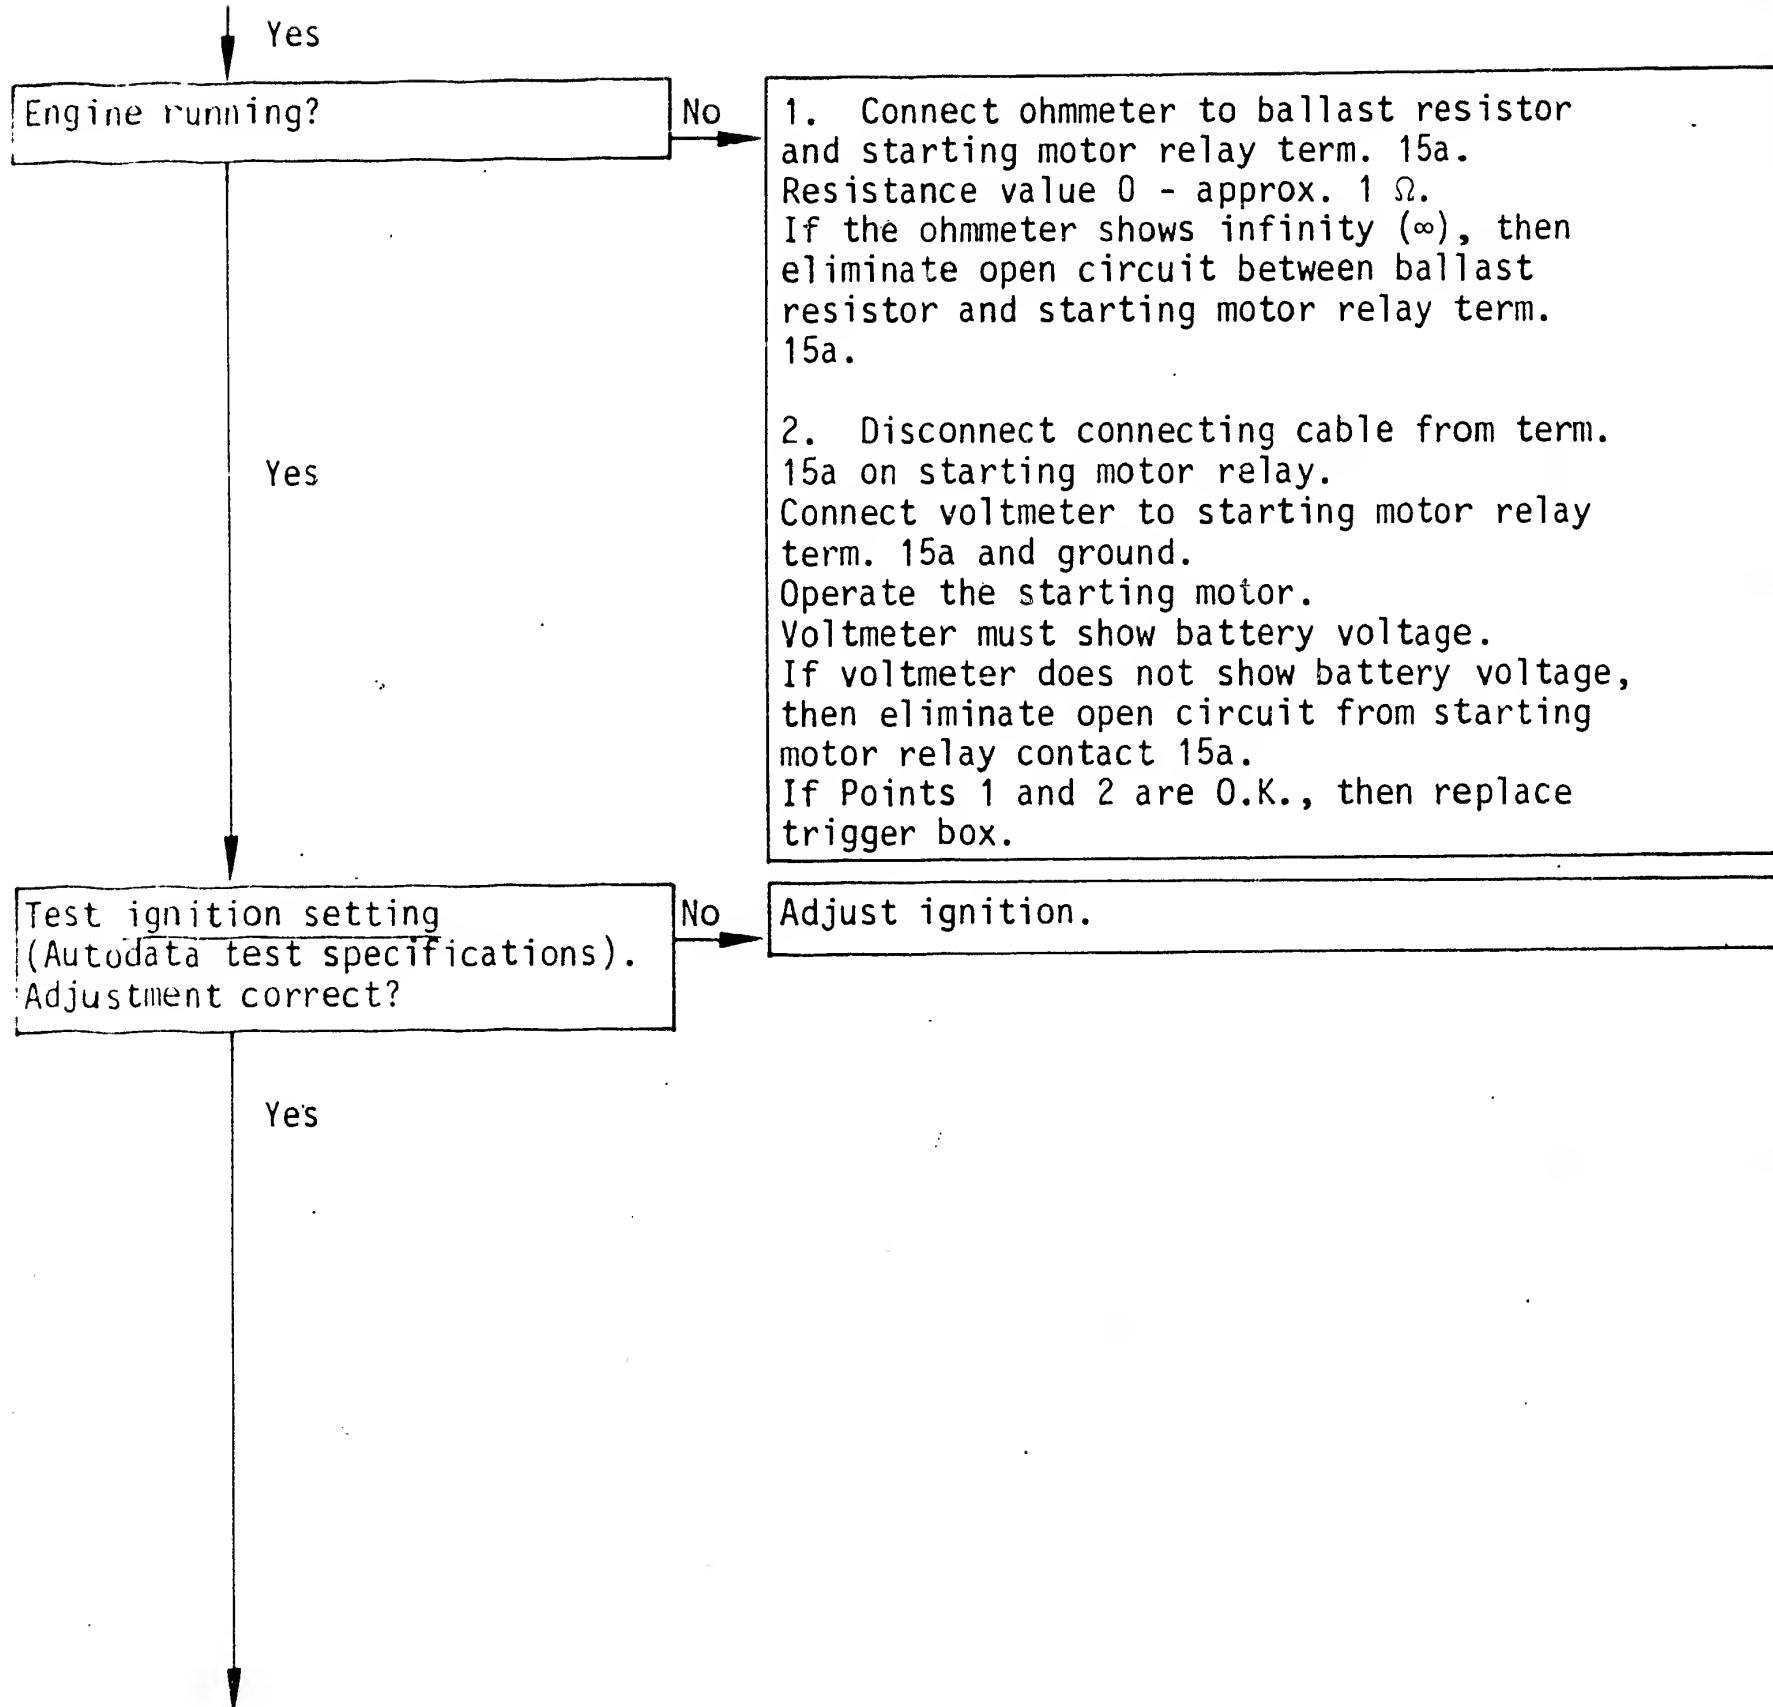 Yes
Engine running?
No
1. Connect ohmmeter to ballast resistor
and starting motor relay term. 15a.
Resistance value 0 - approx. 1 Ω.
If the ohmmeter shows infinity (∞), then
eliminate open circuit between ballast
resistor and starting motor relay term.
15a.
2. Disconnect connecting cable from term.
15a on starting motor relay.
Connect voltmeter to starting motor relay
term. 15a and ground.
Operate the starting motor.
Voltmeter must show battery voltage.
If voltmeter does not show battery voltage,
then eliminate open circuit from starting
motor relay contact 15a.
If Points 1 and 2 are O.K., then replace
trigger box.
Yes
Test ignition setting
(Autodata test specifications).
Adjustment correct?
No
Adjust ignition.
Yes